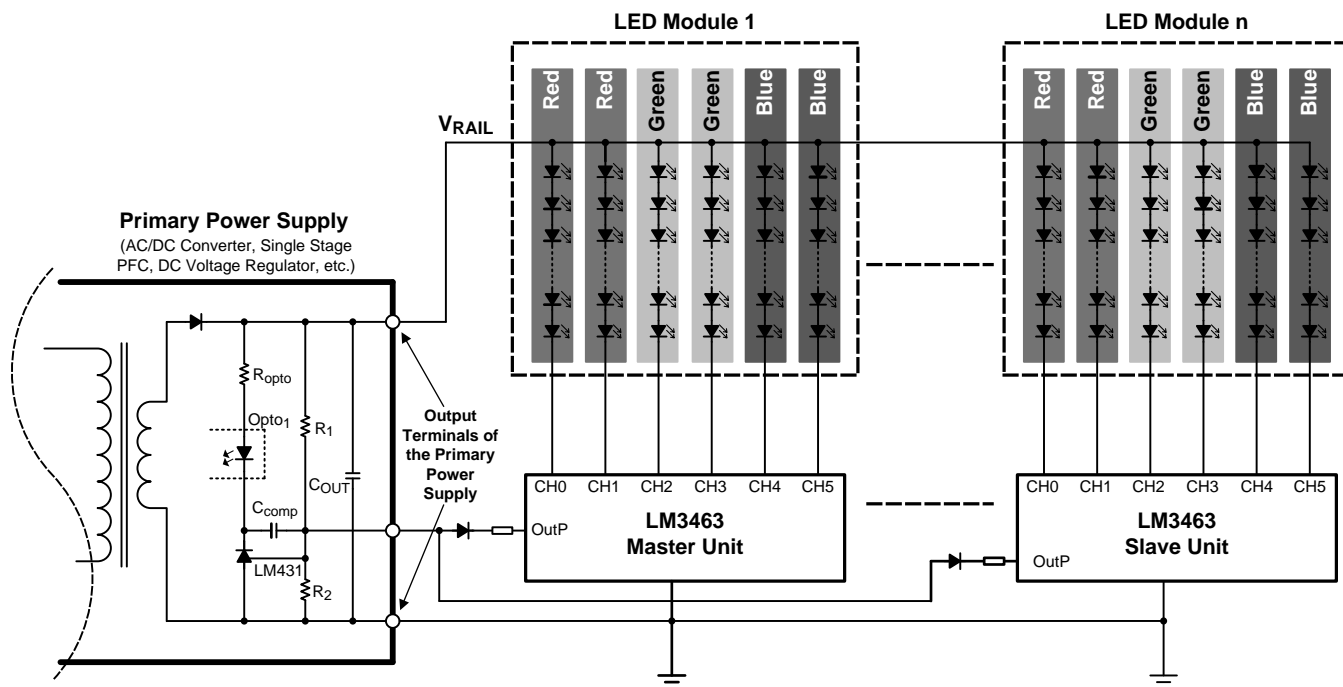 LED Module 1
LED Module n
Red
Red
Green
Green
Blue
Blue
Red
Red
Green
Green
Blue
Blue
VRAIL
Primary Power Supply
(AC/DC Converter, Single Stage
PFC, DC Voltage Regulator, etc.)
Ropto
Opto1
R1
COUT
Ccomp
LM431
R2
Output
Terminals of
the Primary
Power
Supply
CH0 CH1 CH2 CH3 CH4 CH5
OutP
LM3463
Master Unit
CH0 CH1 CH2 CH3 CH4 CH5
LM3463
Slave Unit
OutP